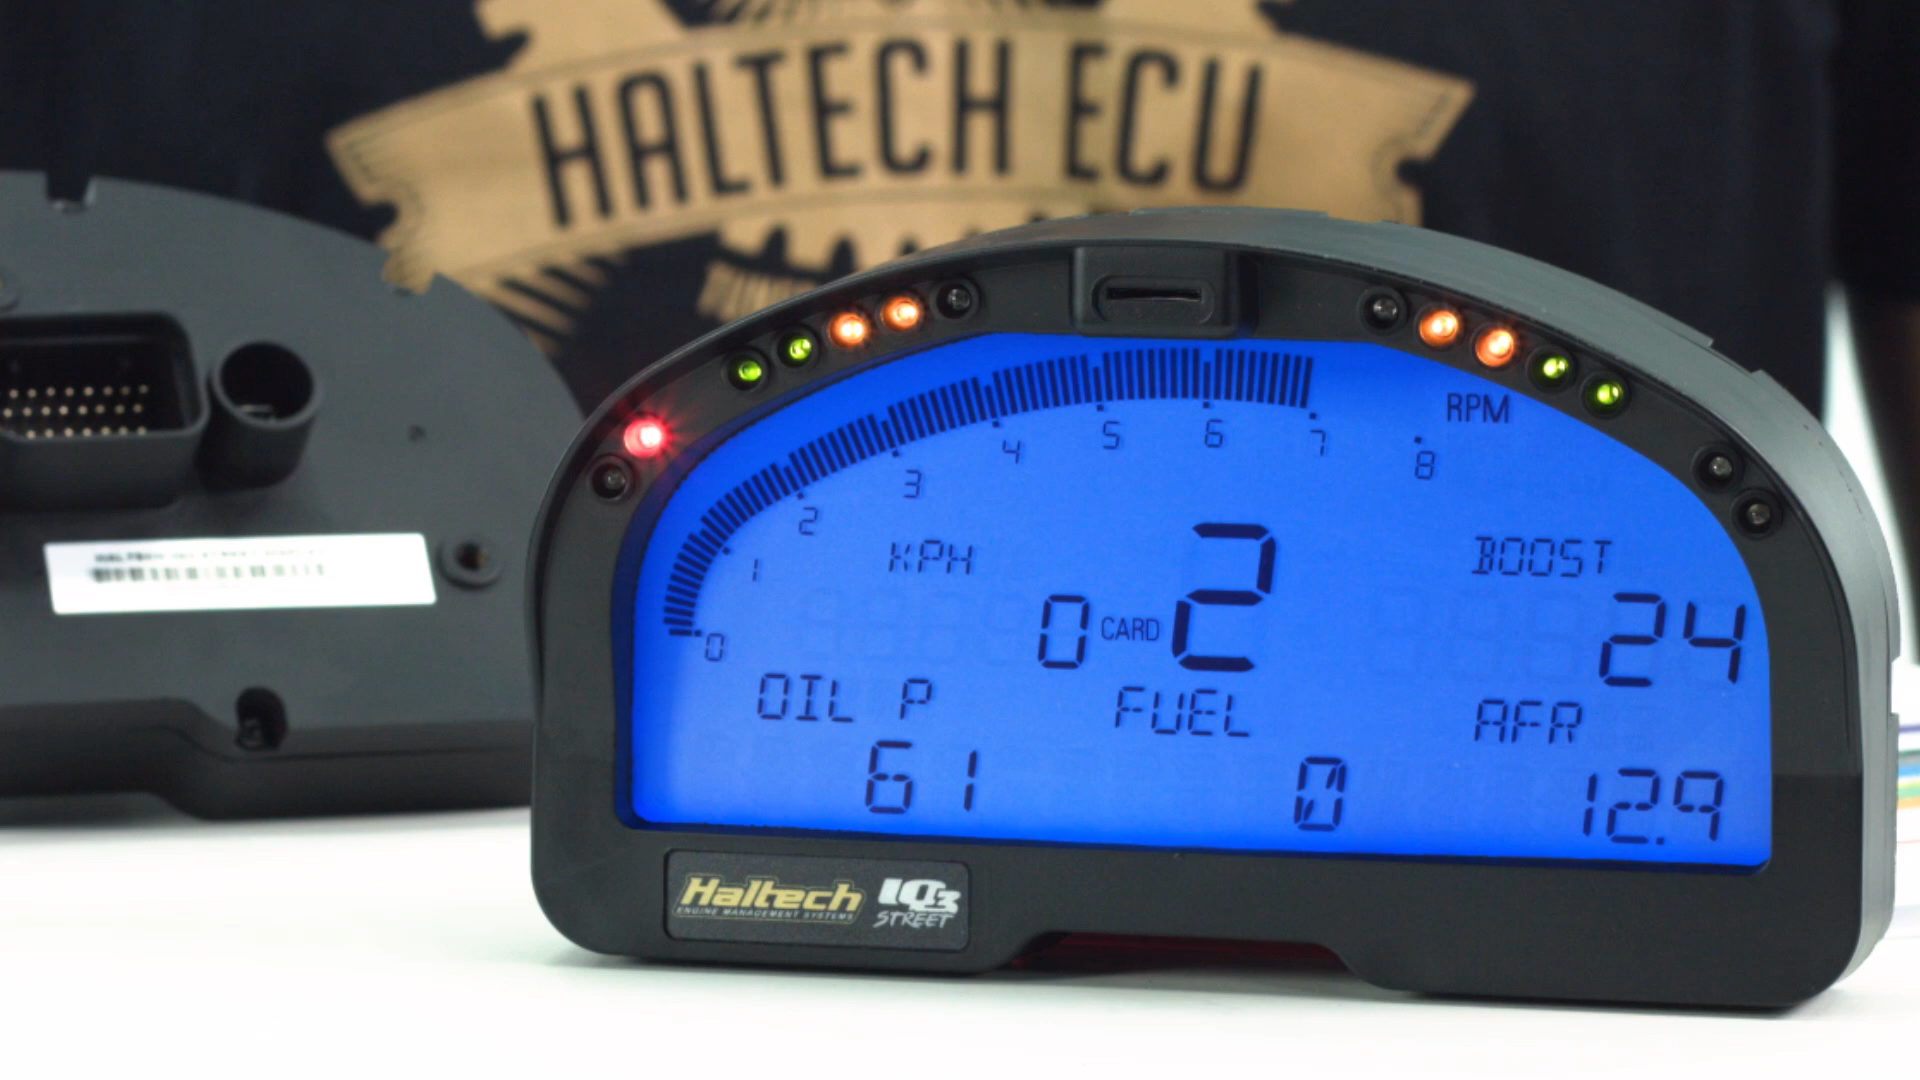 HALTECH ECU
0
1
2
3
4
5
6
7
8
RPM
KPH
0
CARD
2
BOOST
24
OIL P
61
FUEL
0
AFR
12.9
Haltech
ENGINE MANAGEMENT SYSTEMS
IQ3
STREET